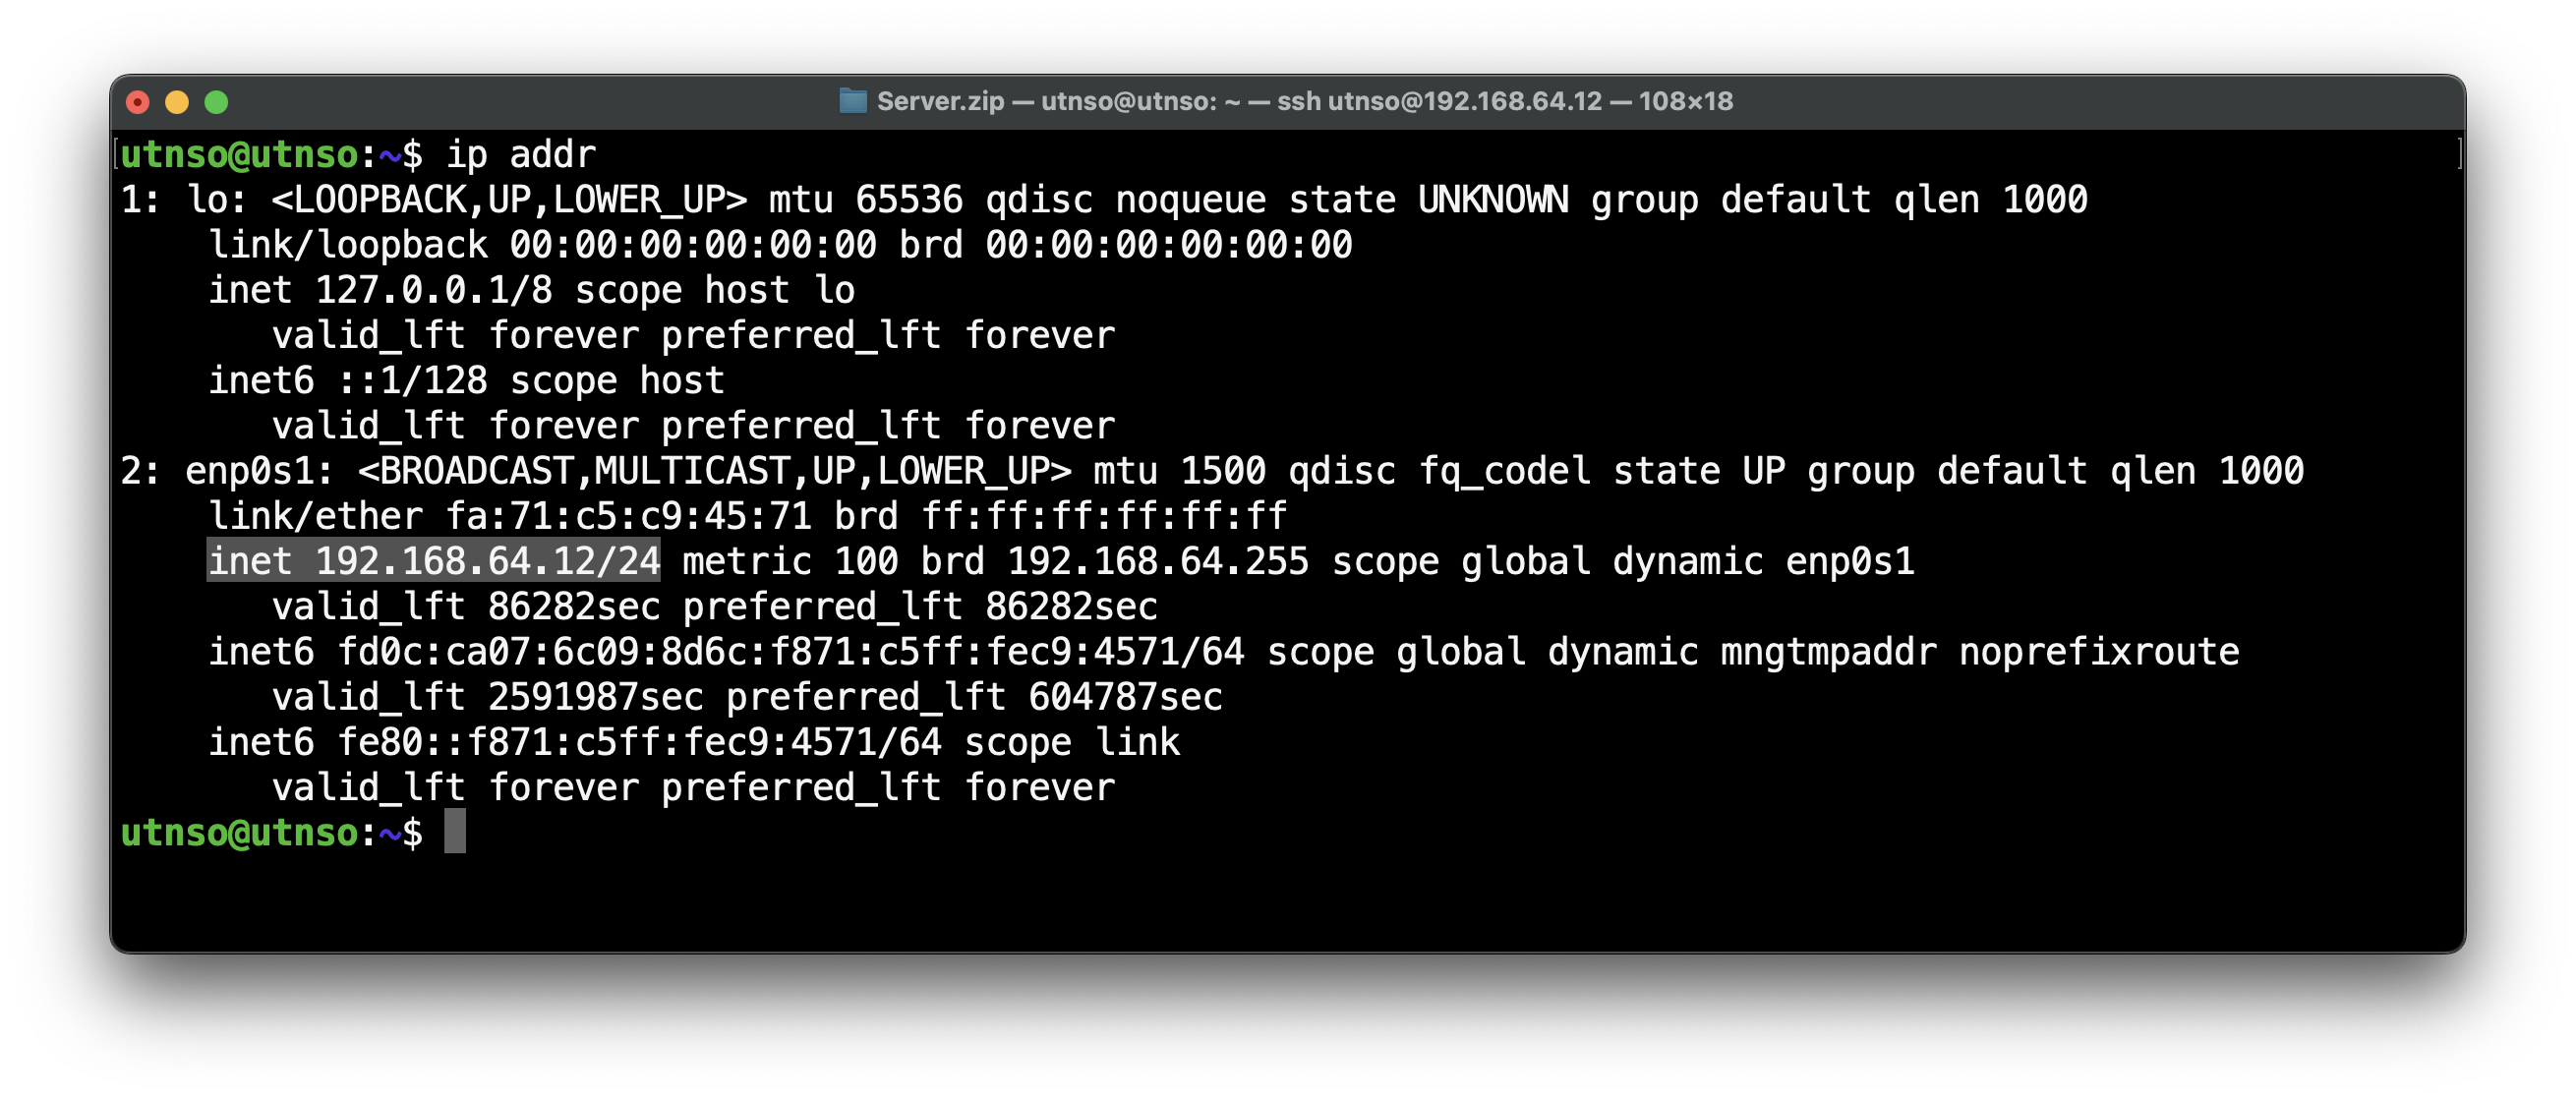 Server.zip — utnso@utnso: ~ — ssh utnso@192.168.64.12 — 108×18
utnso@utnso:~$ ip addr
1: lo: <LOOPBACK,UP,LOWER_UP> mtu 65536 qdisc noqueue state UNKNOWN group default qlen 1000
    link/loopback 00:00:00:00:00:00 brd 00:00:00:00:00:00
    inet 127.0.0.1/8 scope host lo
       valid_lft forever preferred_lft forever
    inet6 ::1/128 scope host
       valid_lft forever preferred_lft forever
2: enp0s1: <BROADCAST,MULTICAST,UP,LOWER_UP> mtu 1500 qdisc fq_codel state UP group default qlen 1000
    link/ether fa:71:c5:c9:45:71 brd ff:ff:ff:ff:ff:ff
    inet 192.168.64.12/24 metric 100 brd 192.168.64.255 scope global dynamic enp0s1
       valid_lft 86282sec preferred_lft 86282sec
    inet6 fd0c:ca07:6c09:8d6c:f871:c5ff:fec9:4571/64 scope global dynamic mngtmpaddr noprefixroute
       valid_lft 2591987sec preferred_lft 604787sec
    inet6 fe80::f871:c5ff:fec9:4571/64 scope link
       valid_lft forever preferred_lft forever
utnso@utnso:~$